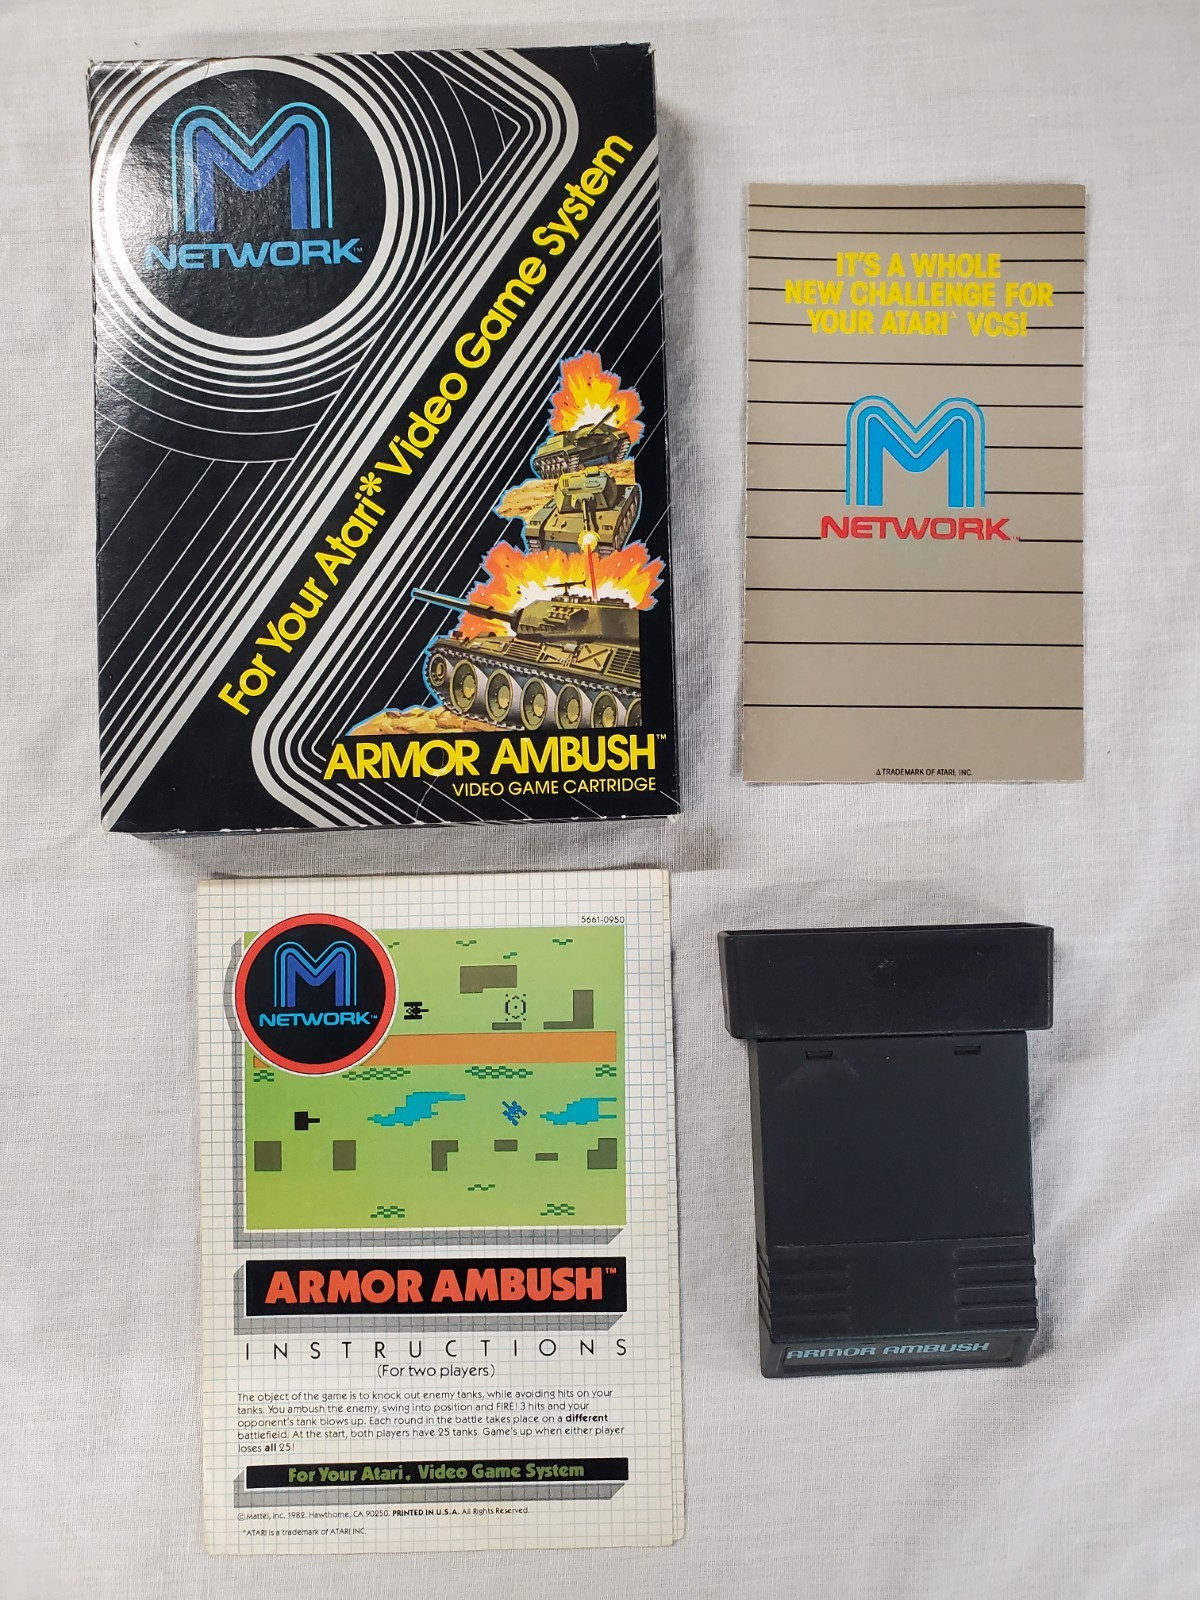 M
NETWORK™
For Your Atari* Video Game System
ARMOR AMBUSH™
VIDEO GAME CARTRIDGE
IT'S A WHOLE
NEW CHALLENGE FOR
YOUR ATARI△ VCS!
M
NETWORK™
△TRADEMARK OF ATARI, INC.
5661-0950
M
NETWORK™
ARMOR AMBUSH™
INSTRUCTIONS
(For two players)
The object of the game is to knock out enemy tanks, while avoiding hits on your
tanks. You ambush the enemy, swing into position and FIRE! 3 hits and your
opponent's tank blows up. Each round in the battle takes place on a different
battlefield. At the start, both players have 25 tanks. Game's up when either player
loses all 25!
For Your Atari* Video Game System
©Mattel, Inc. 1982. Hawthorne, CA 90250. PRINTED IN U.S.A. All Rights Reserved.
*ATARI is a trademark of ATARI INC.
ARMOR AMBUSH